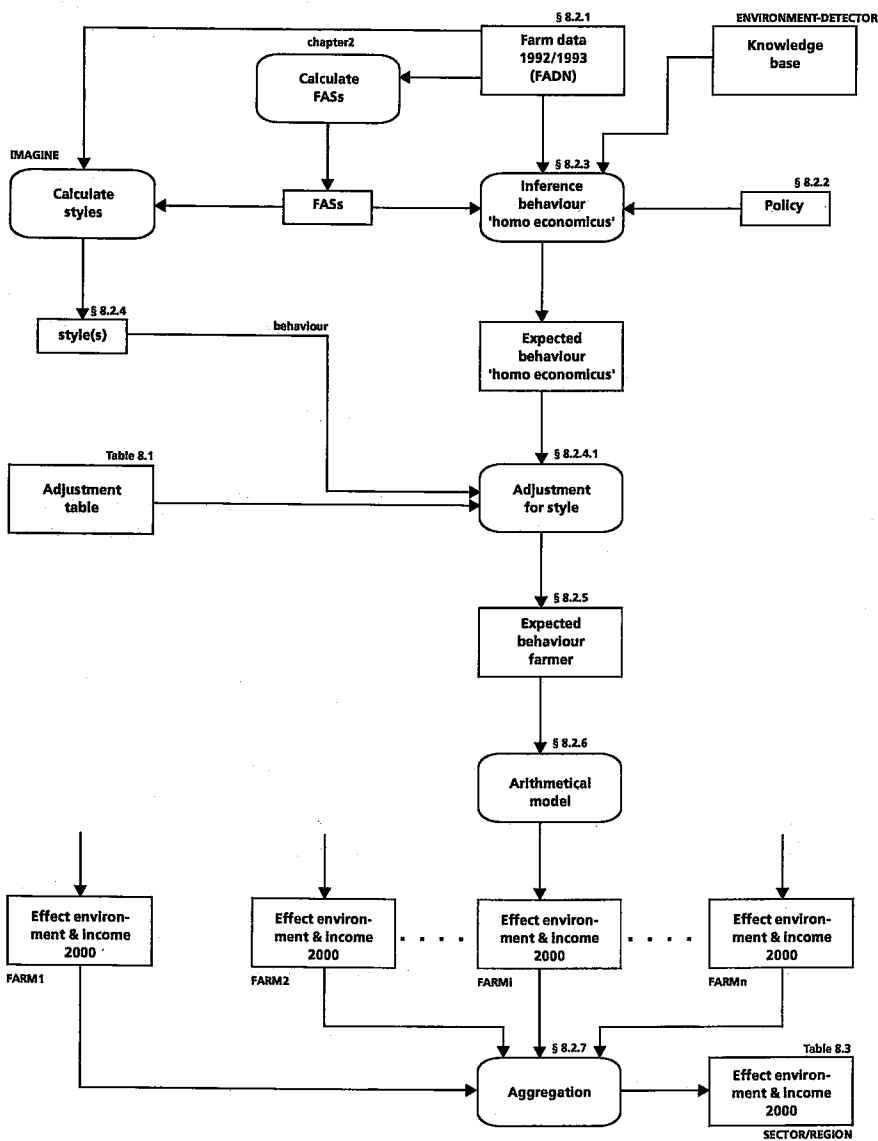 § 8.2.1
ENVIRONMENT-DETECTOR
Farm data
1992/1993
(FADN)
Knowledge
base
chapter2
Calculate
FASs
IMAGINE
Calculate
styles
FASs
§ 8.2.3
Inference
behaviour
'homo economicus'
§ 8.2.2
Policy
§ 8.2.4
style(s)
behaviour
Expected
behaviour
'homo economicus'
Table 8.1
Adjustment
table
§ 8.2.4.1
Adjustment
for style
§ 8.2.5
Expected
behaviour
farmer
§ 8.2.6
Arithmetical
model
Effect environ-
ment & income
2000
FARM1
Effect environ-
ment & income
2000
FARM2
. . . .
Effect environ-
ment & income
2000
FARMi
. . . .
Effect environ-
ment & income
2000
FARMn
§ 8.2.7
Aggregation
Table 8.3
Effect environ-
ment & income
2000
SECTOR/REGION